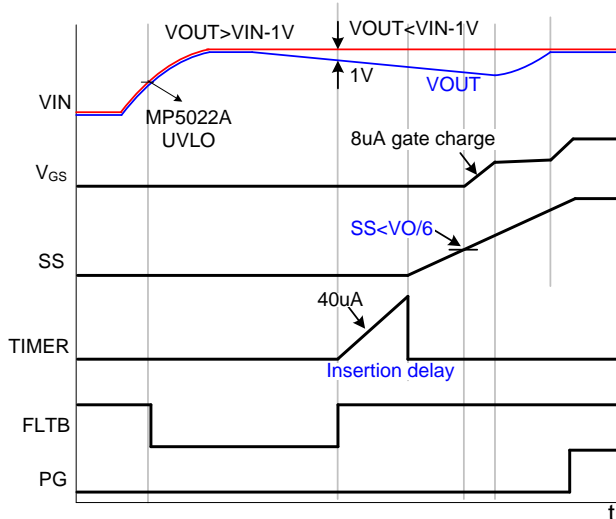 VOUT>VIN-1V
VOUT<VIN-1V
1V
VOUT
VIN
MP5022A
UVLO
8uA gate charge
VGS
SS<VO/6
SS
40uA
TIMER
Insertion delay
FLTB
PG
t